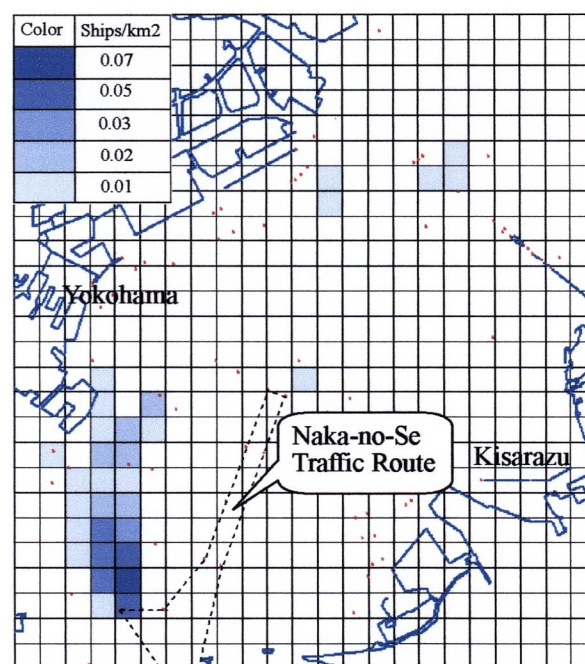 Color Ships/km2
0.07
0.05
0.03
0.02
0.01
Yokohama
Naka-no-Se
Traffic Route
Kisarazu